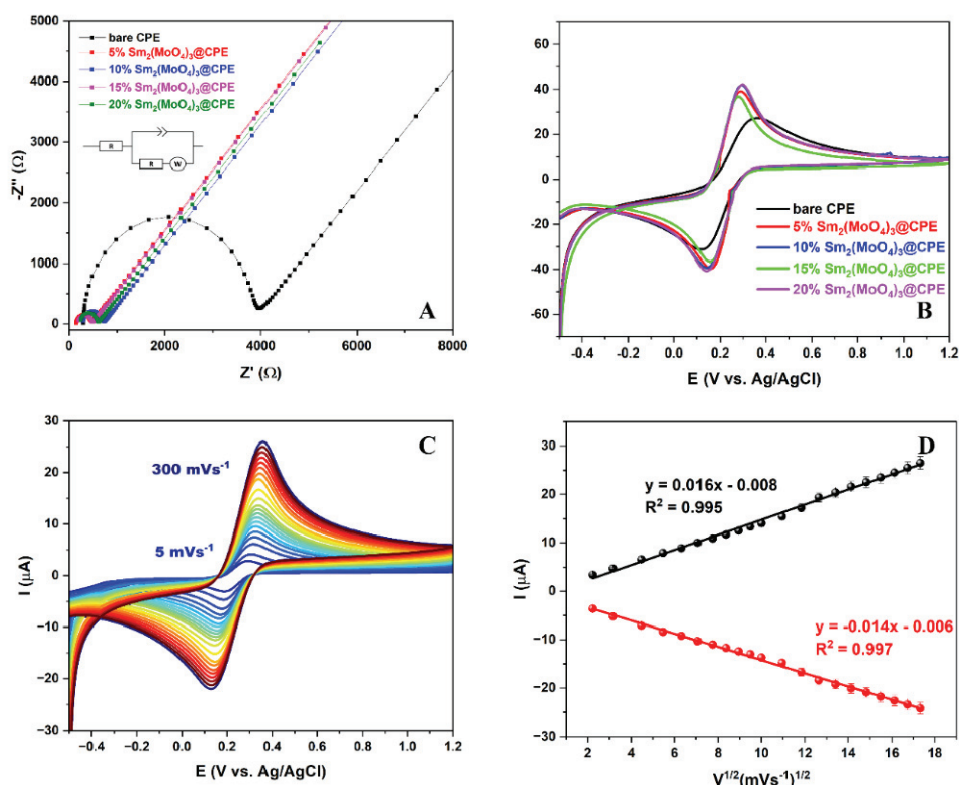 5000
4000
3000
2000
1000
0
-Z'' (Ω)
bare CPE
5% Sm₂(MoO₄)₃@CPE
10% Sm₂(MoO₄)₃@CPE
15% Sm₂(MoO₄)₃@CPE
20% Sm₂(MoO₄)₃@CPE
R
R W
A
0 2000 4000 6000 8000
Z' (Ω)
B
40
20
0
-20
-40
-60
bare CPE
5% Sm₂(MoO₄)₃@CPE
10% Sm₂(MoO₄)₃@CPE
15% Sm₂(MoO₄)₃@CPE
20% Sm₂(MoO₄)₃@CPE
-0.4 -0.2 0.0 0.2 0.4 0.6 0.8 1.0 1.2
E (V vs. Ag/AgCl)
C
30
20
10
0
−10
−20
−30
I (µA)
300 mVs⁻¹
5 mVs⁻¹
−0.4 −0.2 0.0 0.2 0.4 0.6 0.8 1.0 1.2
E (V vs. Ag/AgCl)
D
30
20
10
0
−10
−20
−30
I (µA)
y = 0.016x - 0.008
R² = 0.995
y = -0.014x - 0.006
R² = 0.997
2 4 6 8 10 12 14 16 18
V¹/²(mVs⁻¹)¹/²